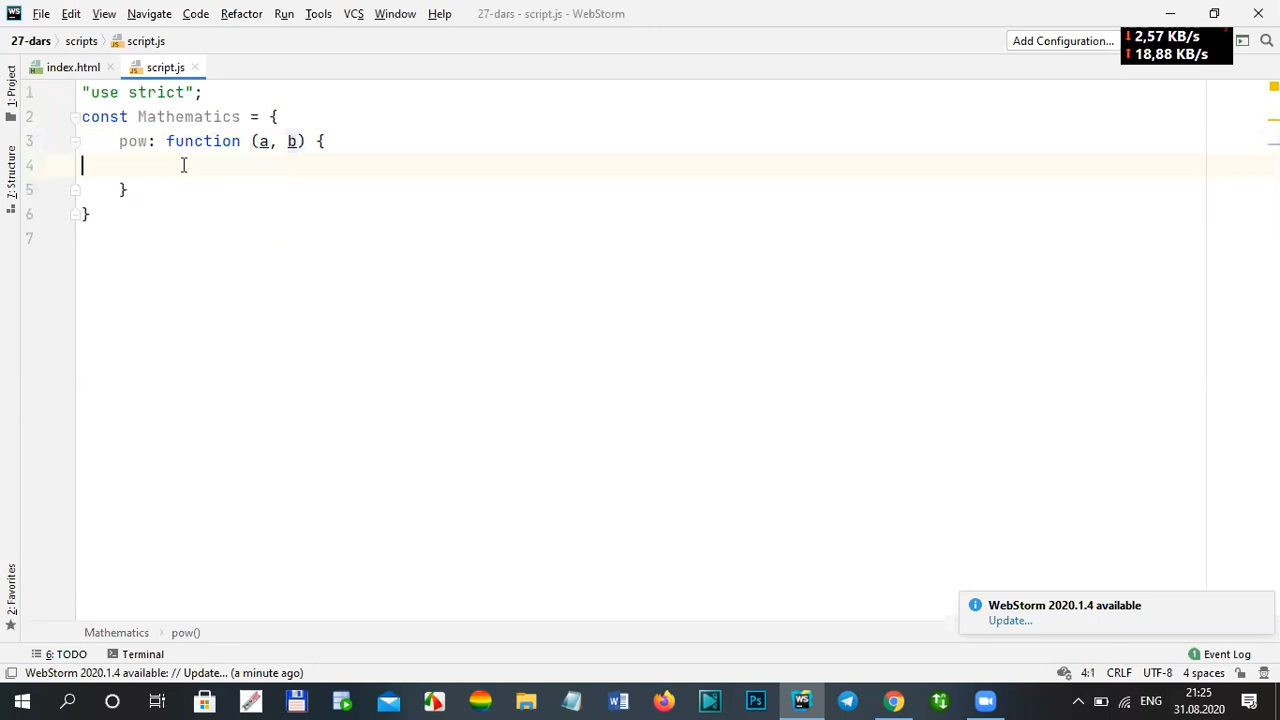 WS File Edit View Navigate Code Refactor Run Tools VCS Window Help 27-dars - script.js - WebStorm
27-dars scripts script.js Add Configuration... 2,57 KB/s
18,88 KB/s
index.html script.js
1: Project
7: Structure
2: Favorites
1 "use strict";
2 const Mathematics = {
3 pow: function (a, b) {
4
5 }
6 }
7
WebStorm 2020.1.4 available
Update...
Mathematics pow()
6: TODO Terminal 1 Event Log
WebStorm 2020.1.4 available: // Update... (a minute ago) 4:1 CRLF UTF-8 4 spaces
ENG 21:25
31.08.2020